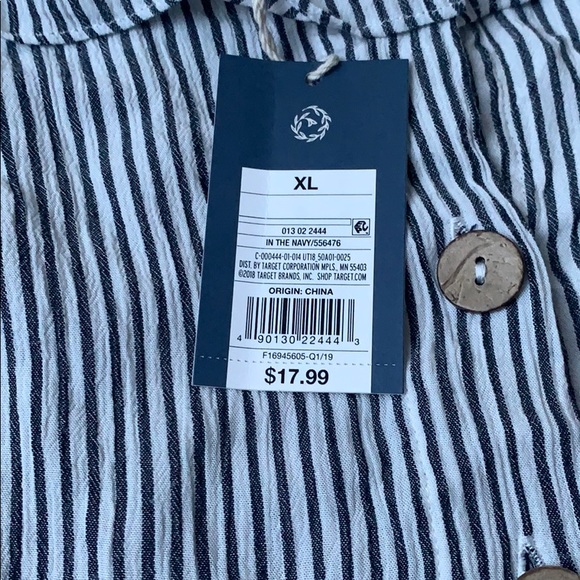 XL
013 02 2444
IN THE NAVY/556476
C-000444-01-014 UT18_50A01-0025
DIST. BY TARGET CORPORATION MPLS., MN 55403
©2018 TARGET BRANDS, INC. SHOP TARGET.COM
ORIGIN: CHINA
4 90130 22444 3
F16945605-Q1/19
$17.99